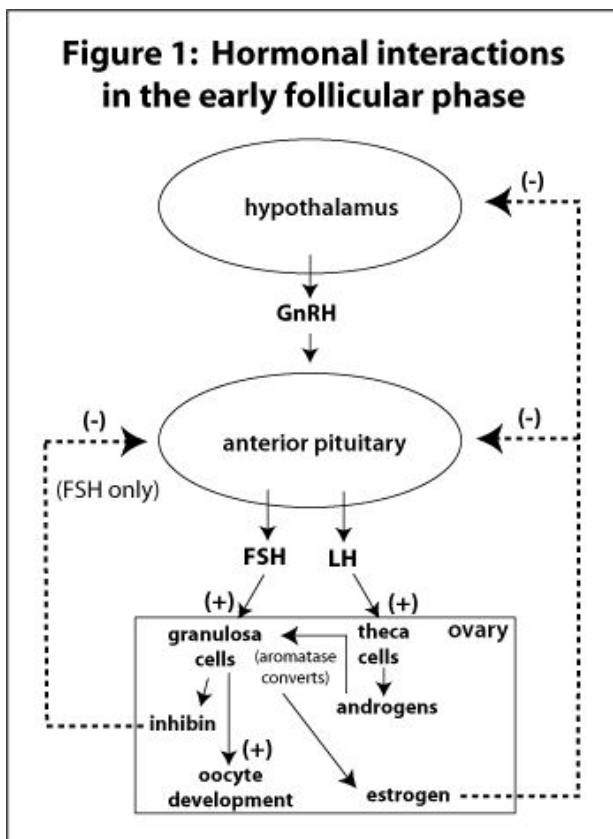 Figure 1: Hormonal interactions
in the early follicular phase
(-)
hypothalamus
GnRH
(-)
(-)
anterior pituitary
(FSH only)
FSH
LH
(+)
(+)
ovary
granulosa
cells
(aromatase
converts)
theca
cells
androgens
inhibin
(+)
oocyte
development
estrogen